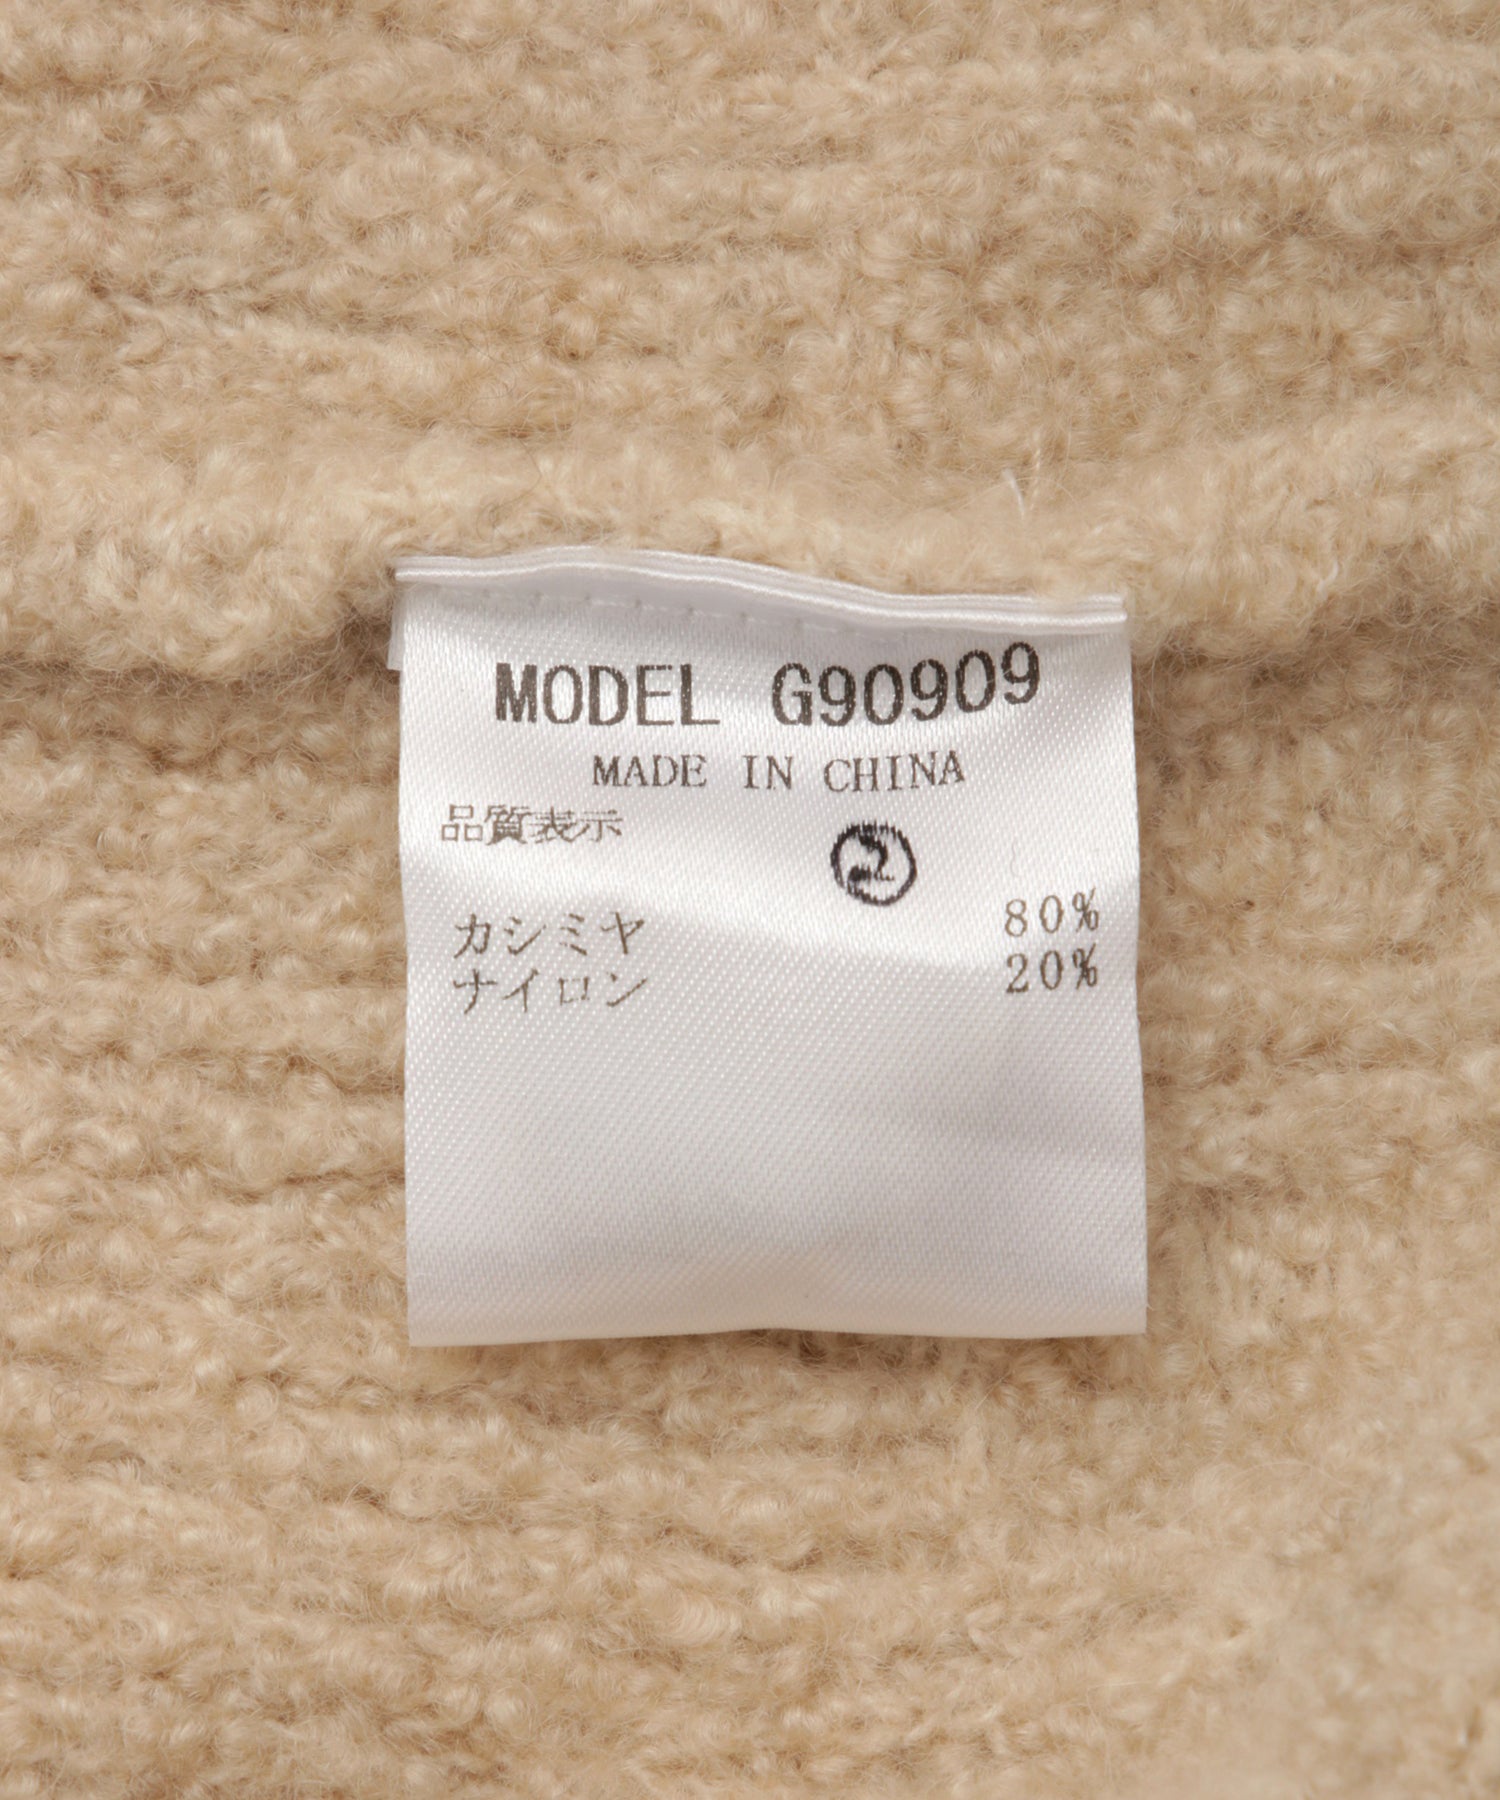 MODEL G90909
MADE IN CHINA
品質表示
カシミヤ 80%
ナイロン 20%